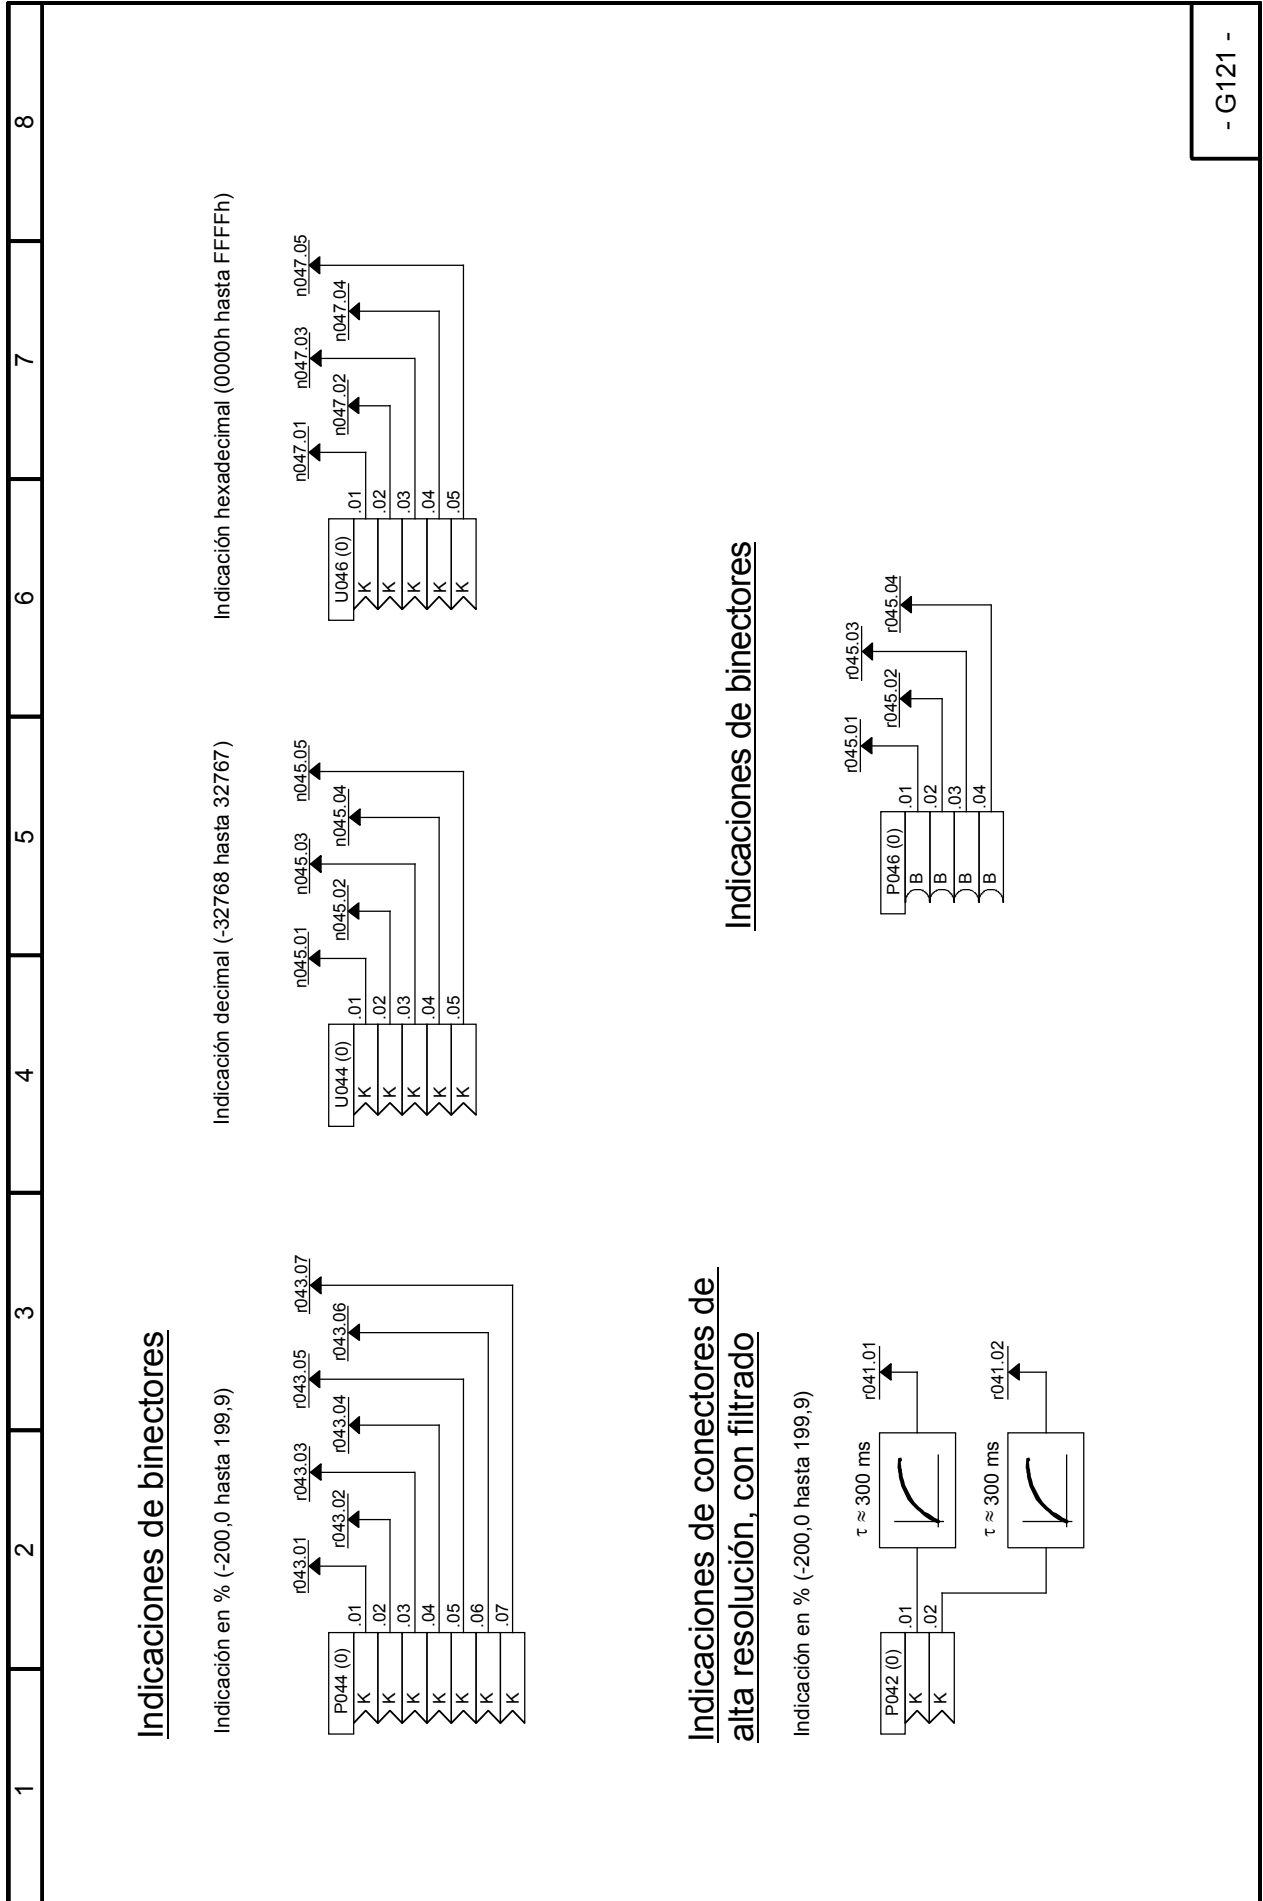 1 2 3 4 5 6 7 8
Indicaciones de binectores
Indicación en % (-200,0 hasta 199,9)
P044 (0)
K .01 r043.01
K .02 r043.02
K .03 r043.03
K .04 r043.04
K .05 r043.05
K .06 r043.06
K .07 r043.07
Indicación decimal (-32768 hasta 32767)
U044 (0)
K .01 n045.01
K .02 n045.02
K .03 n045.03
K .04 n045.04
K .05 n045.05
Indicación hexadecimal (0000h hasta FFFFh)
U046 (0)
K .01 n047.01
K .02 n047.02
K .03 n047.03
K .04 n047.04
K .05 n047.05
Indicaciones de conectores de
alta resolución, con filtrado
Indicación en % (-200,0 hasta 199,9)
P042 (0)
K .01
K .02
τ ≈ 300 ms
r041.01
τ ≈ 300 ms
r041.02
Indicaciones de binectores
P046 (0)
B .01 r045.01
B .02 r045.02
B .03 r045.03
B .04 r045.04
- G121 -